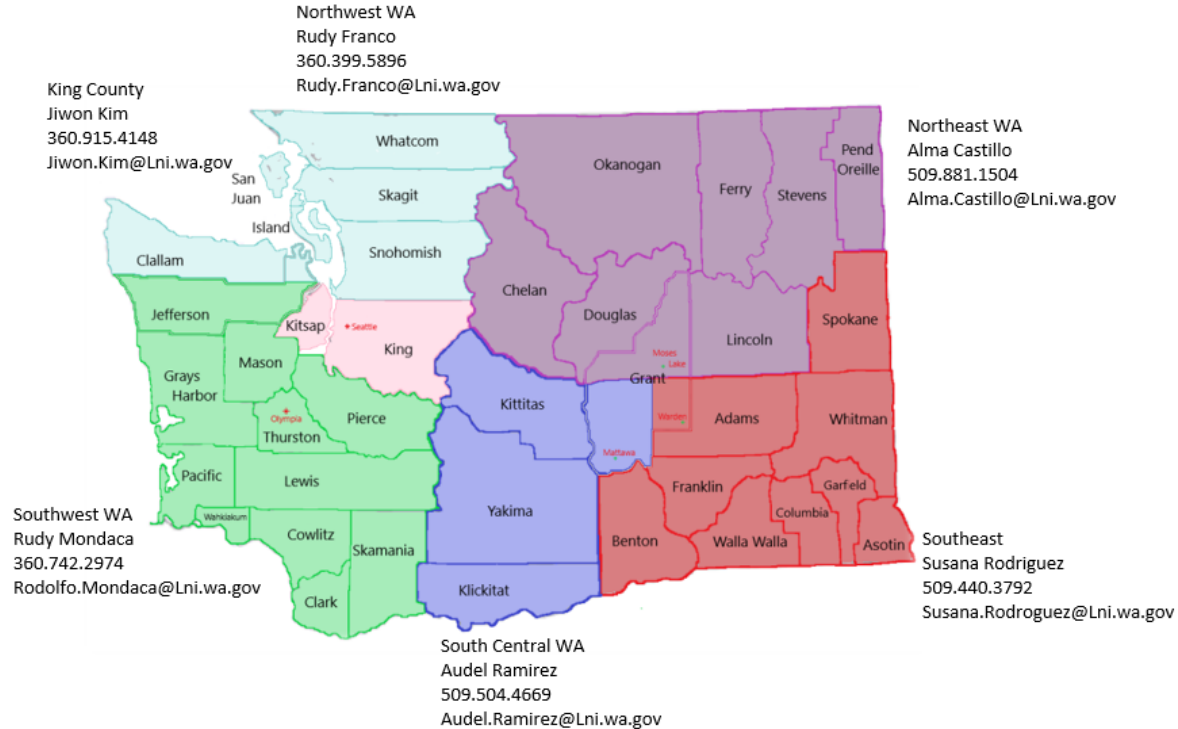 Northwest WA
Rudy Franco
360.399.5896
Rudy.Franco@Lni.wa.gov
King County
Jiwon Kim
360.915.4148
Jiwon.Kim@Lni.wa.gov
Northeast WA
Alma Castillo
509.881.1504
Alma.Castillo@Lni.wa.gov
Whatcom
San
Juan
Skagit
Island
Snohomish
Clallam
Jefferson
Kitsap
Seattle
King
Mason
Grays
Harbor
Olympia
Thurston
Pierce
Pacific
Lewis
Wahkiakum
Cowlitz
Skamania
Clark
Okanogan
Ferry
Stevens
Pend
Oreille
Chelan
Douglas
Lincoln
Moses
Lake
Grant
Spokane
Kittitas
Warden
Mattawa
Adams
Whitman
Yakima
Klickitat
Franklin
Benton
Walla Walla
Columbia
Garfield
Asotin
Southwest WA
Rudy Mondaca
360.742.2974
Rodolfo.Mondaca@Lni.wa.gov
Southeast
Susana Rodriguez
509.440.3792
Susana.Rodroguez@Lni.wa.gov
South Central WA
Audel Ramirez
509.504.4669
Audel.Ramirez@Lni.wa.gov